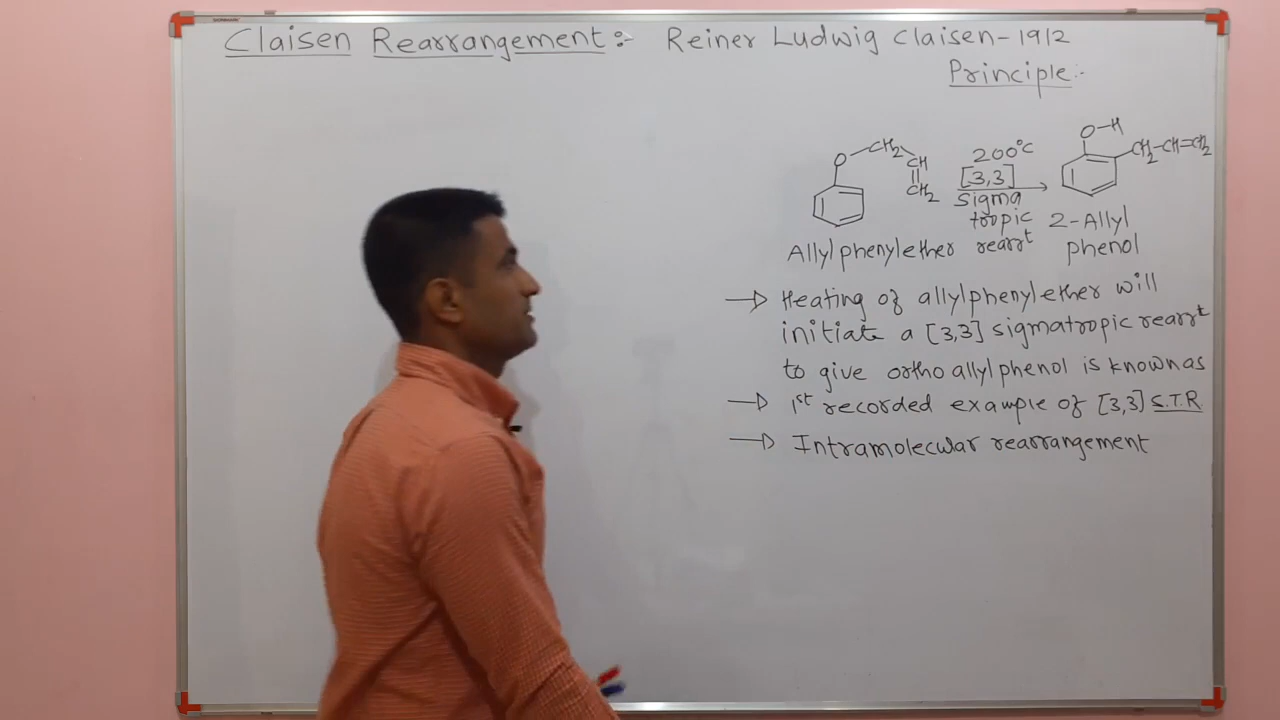 Claisen Rearrangement:- Reiner Ludwig Claisen-1912
Principle:-
O-CH2
CH
CH2
200°C
[3,3]
Sigma
tropic
rearrt
O-H
CH2-CH=CH2
Allylphenylether
2-Allyl
phenol
Heating of allylphenylether will
initiate a [3,3] sigmatropic rearrt
to give ortho allylphenol is known as
1st recorded example of [3,3] S.T.R
Intramolecular rearrangement